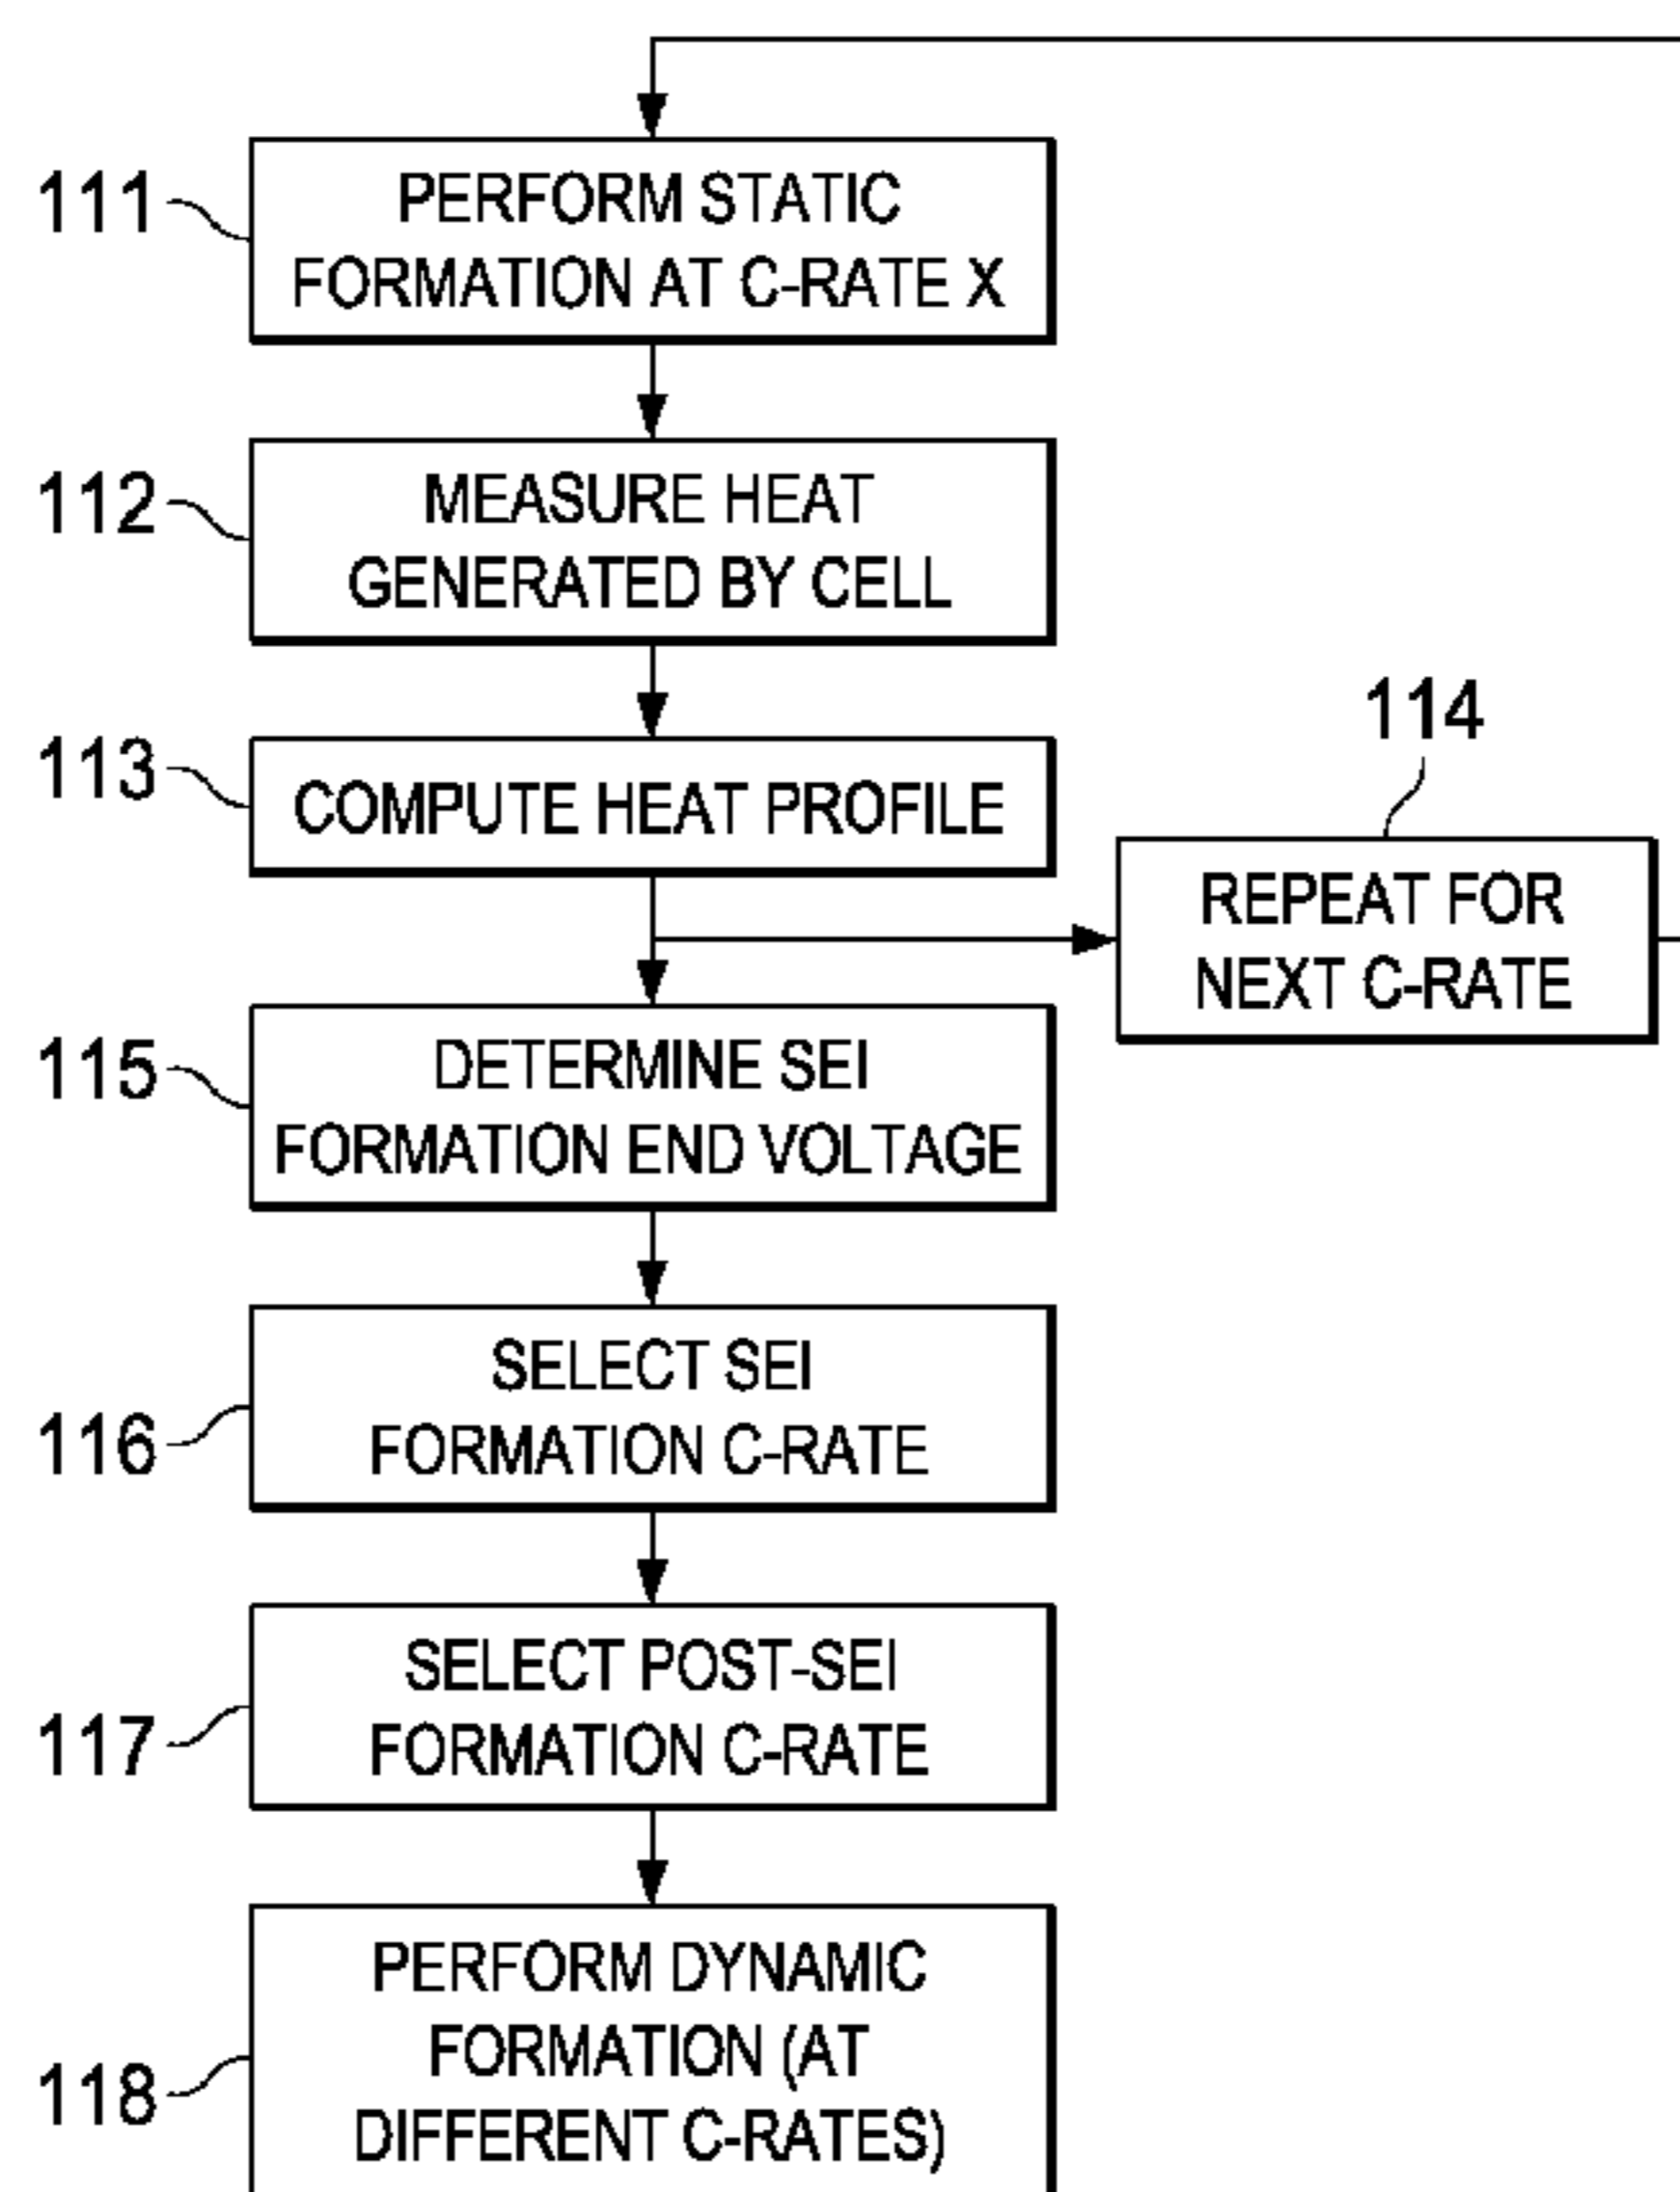 111
PERFORM STATIC
FORMATION AT C-RATE X
112
MEASURE HEAT
GENERATED BY CELL
113
COMPUTE HEAT PROFILE
114
REPEAT FOR
NEXT C-RATE
115
DETERMINE SEI
FORMATION END VOLTAGE
116
SELECT SEI
FORMATION C-RATE
117
SELECT POST-SEI
FORMATION C-RATE
118
PERFORM DYNAMIC
FORMATION (AT
DIFFERENT C-RATES)